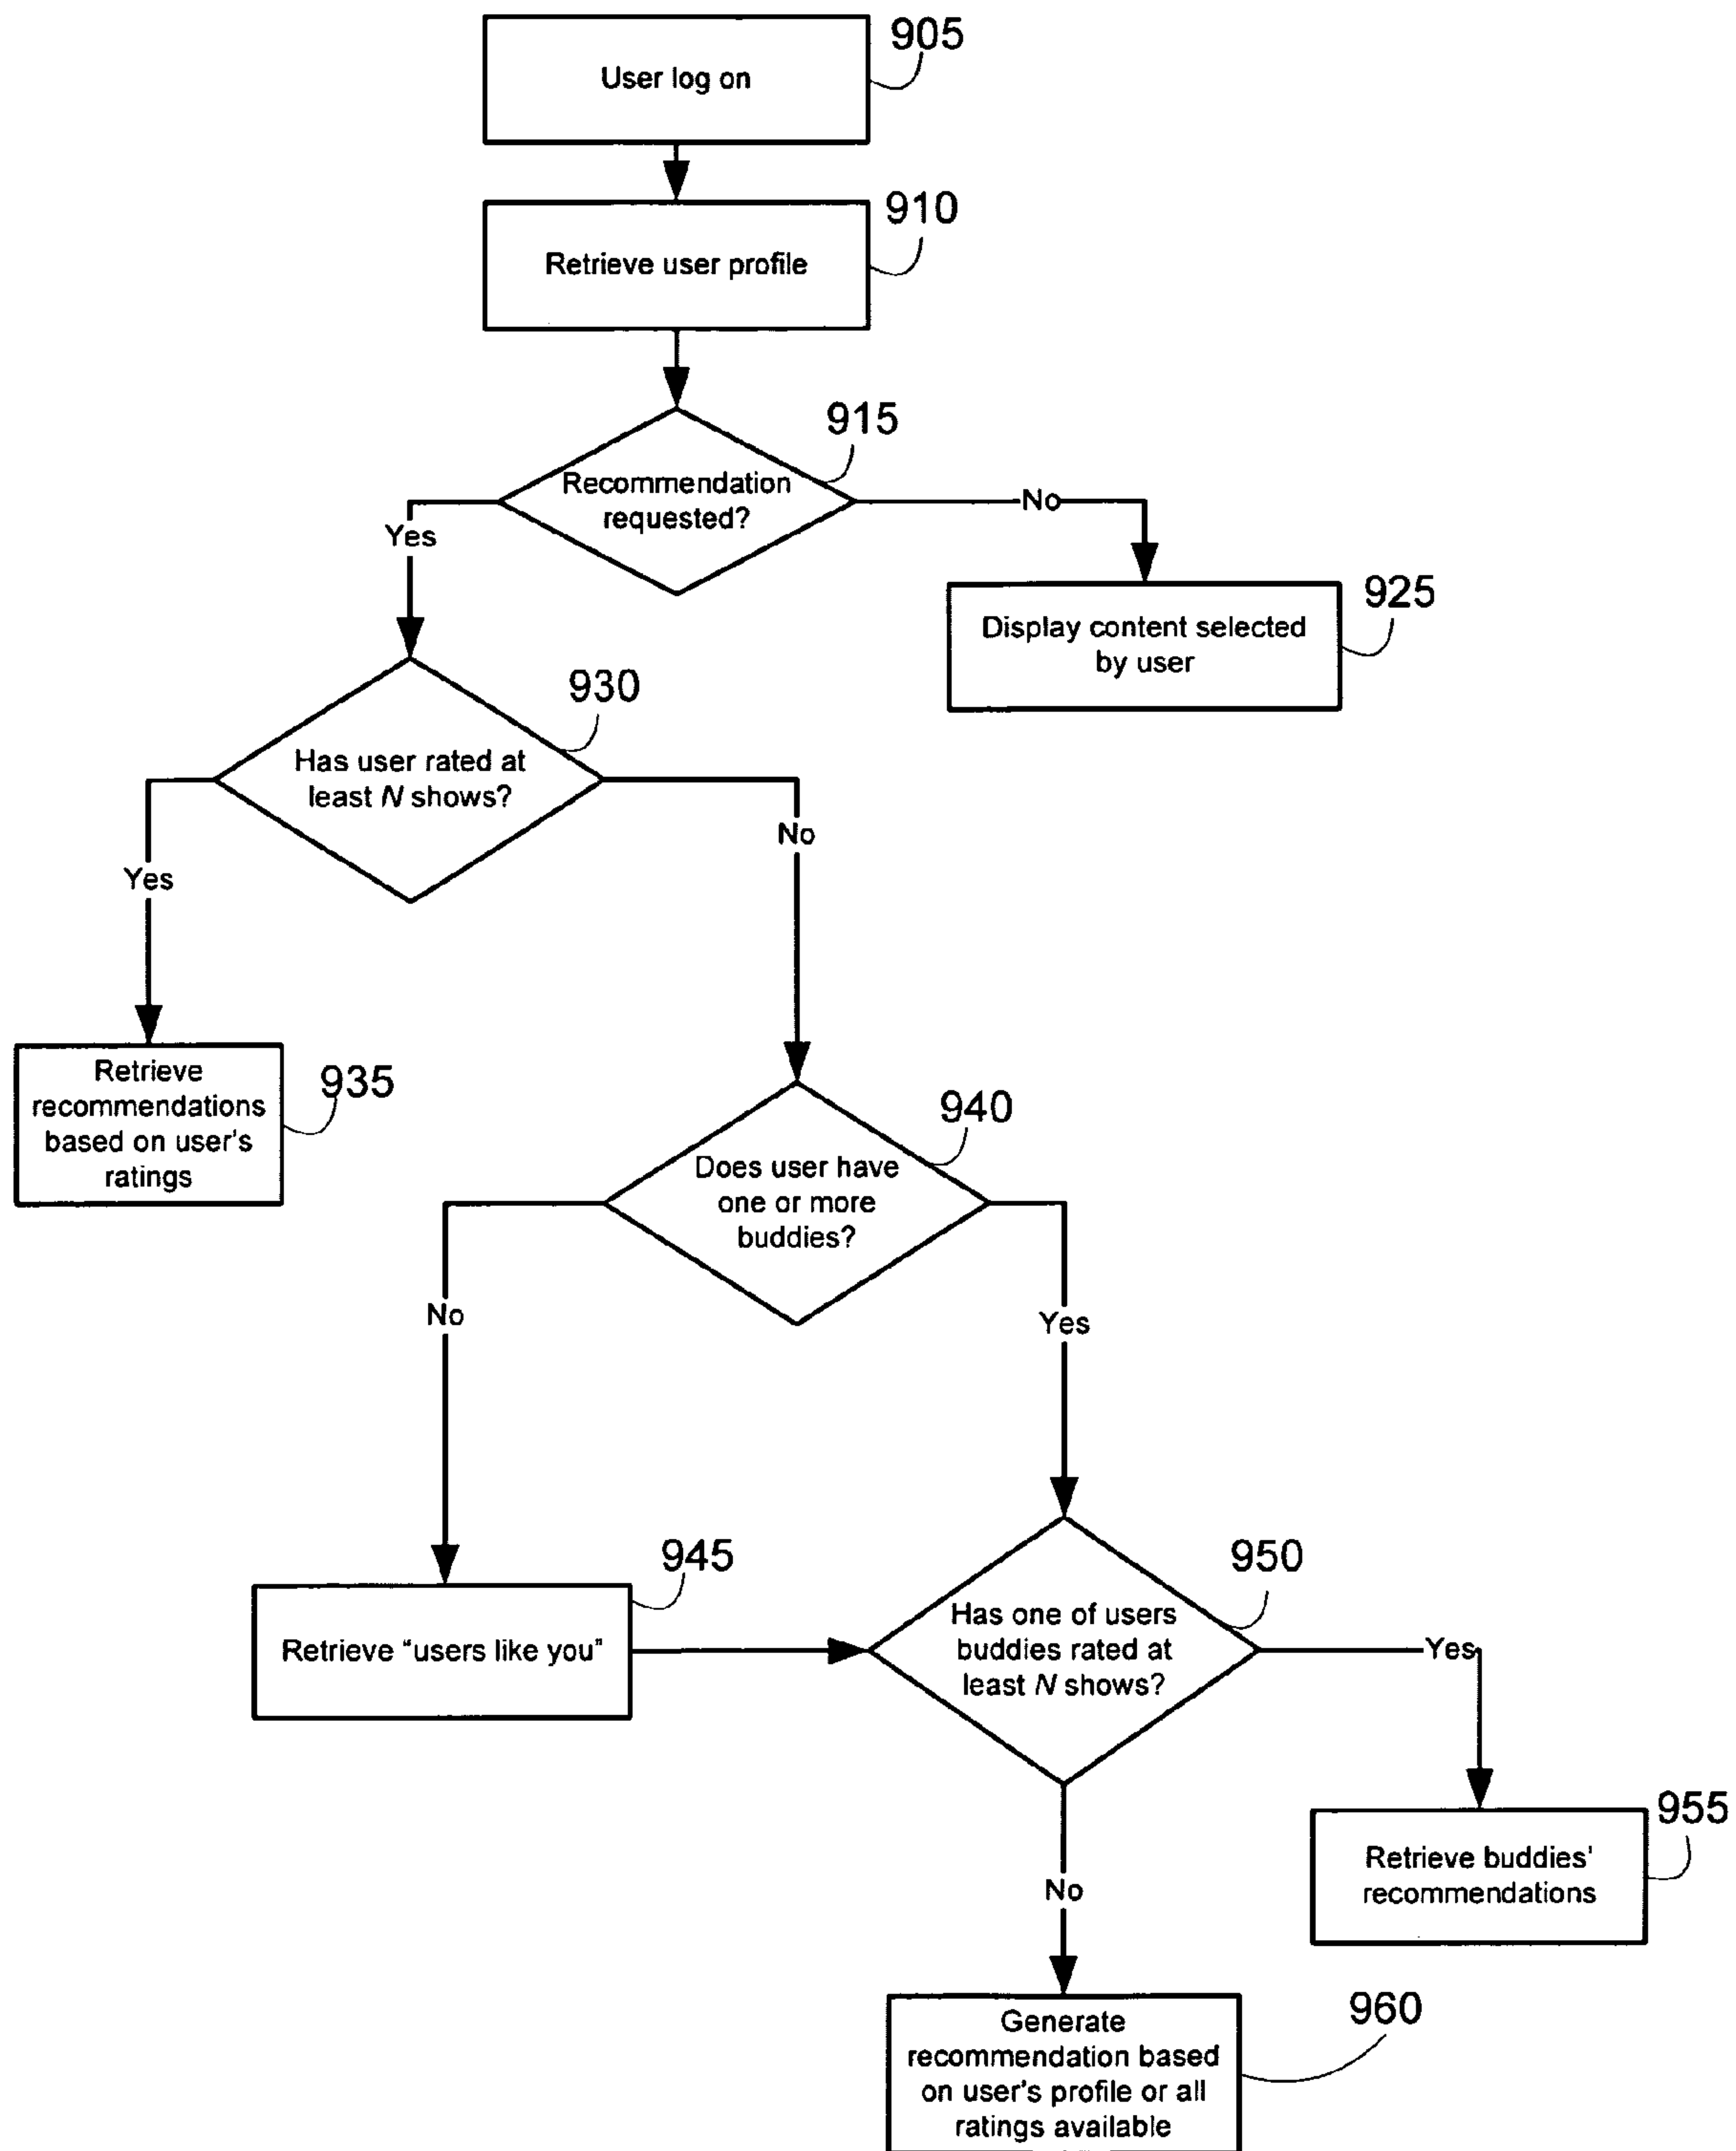 905
User log on
910
Retrieve user profile
915
Recommendation
requested?
No
Yes
925
Display content selected
by user
930
Has user rated at
least N shows?
No
Yes
935
Retrieve
recommendations
based on user's
ratings
940
Does user have
one or more
buddies?
No
Yes
945
Retrieve "users like you"
950
Has one of users
buddies rated at
least N shows?
Yes
955
Retrieve buddies'
recommendations
No
960
Generate
recommendation based
on user's profile or all
ratings available